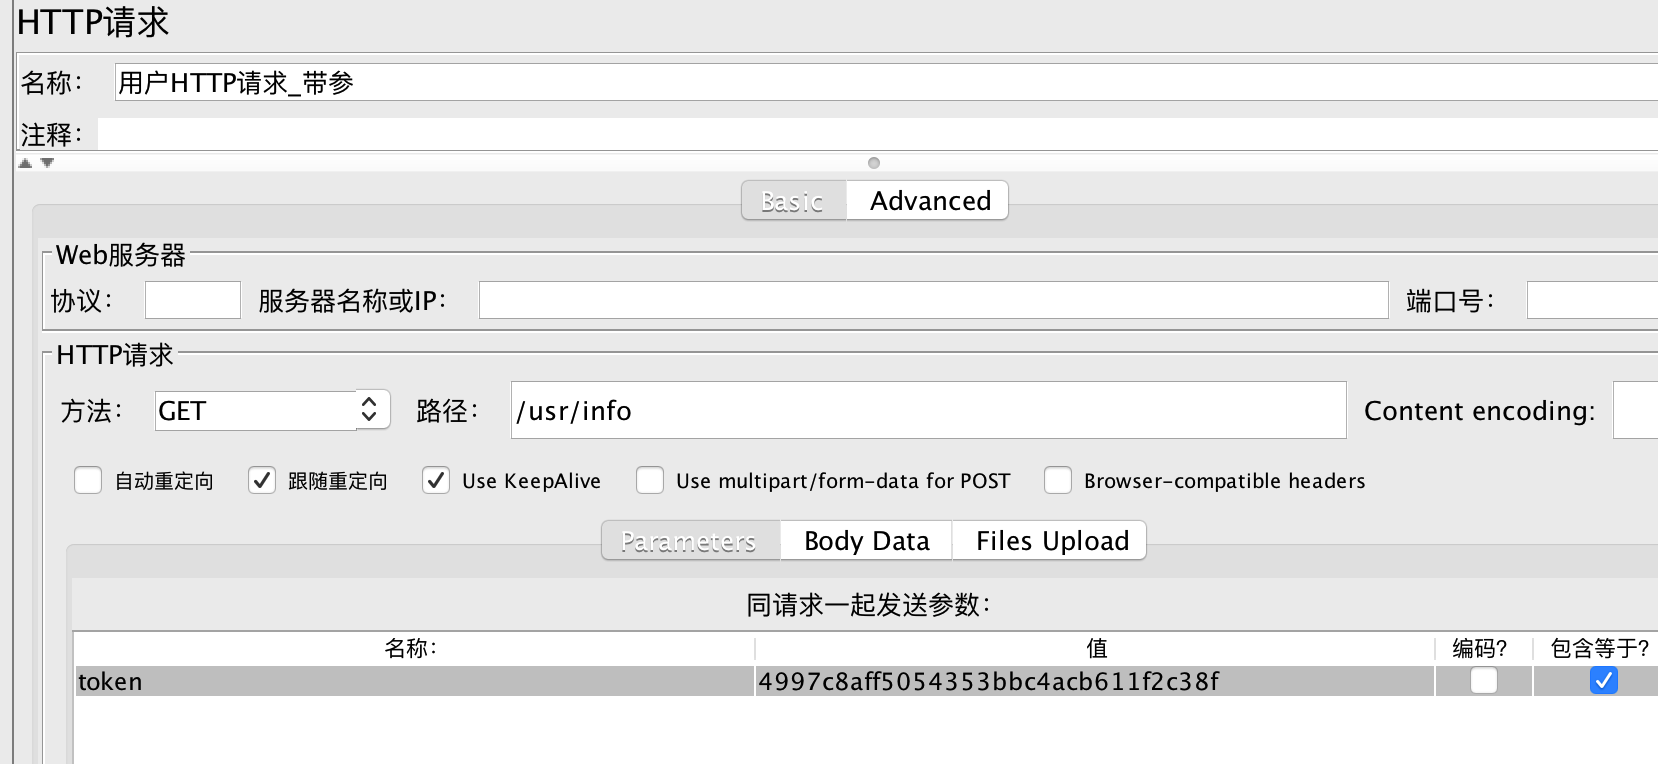 HTTP请求
名称： 用户HTTP请求_带参
注释：
Basic Advanced
Web服务器
协议： 服务器名称或IP： 端口号：
HTTP请求
方法： GET 路径： /usr/info Content encoding:
自动重定向 跟随重定向 Use KeepAlive Use multipart/form-data for POST Browser-compatible headers
Parameters Body Data Files Upload
同请求一起发送参数：
名称： 值 编码? 包含等于?
token 4997c8aff5054353bbc4acb611f2c38f